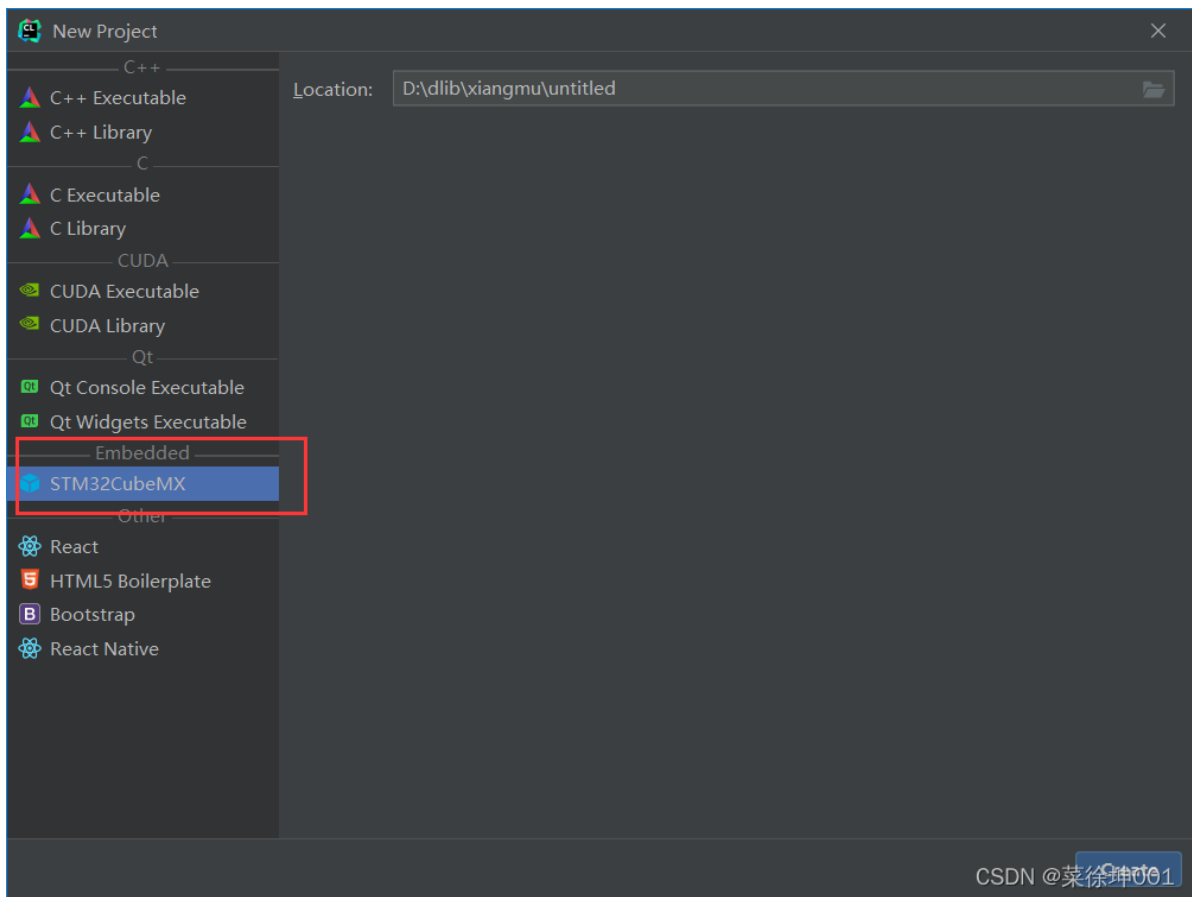 New Project
C++
C++ Executable
C++ Library
C
C Executable
C Library
CUDA
CUDA Executable
CUDA Library
Qt
Qt Console Executable
Qt Widgets Executable
Embedded
STM32CubeMX
Other
React
HTML5 Boilerplate
Bootstrap
React Native
Location:
D:\dlib\xiangmu\untitled
Create
CSDN @菜徐坤001